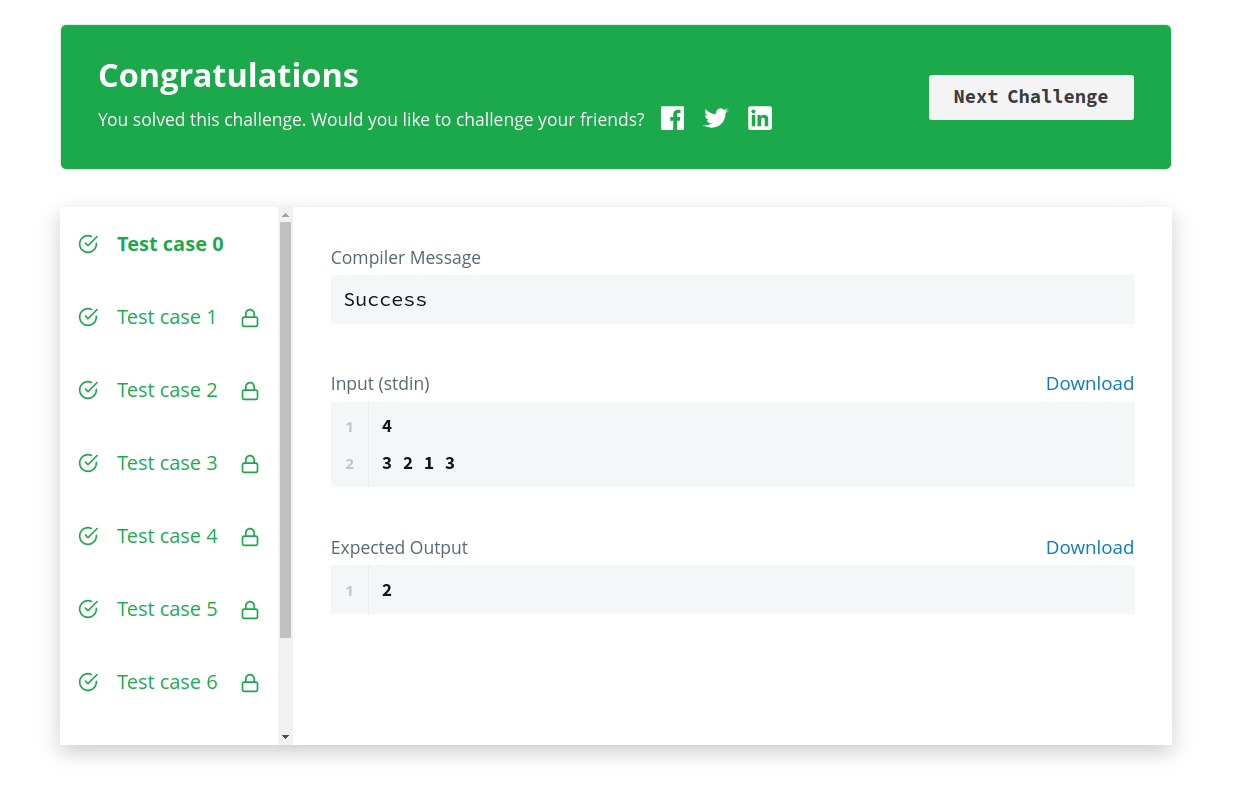 Congratulations
You solved this challenge. Would you like to challenge your friends?
Next Challenge
Test case 0
Test case 1
Test case 2
Test case 3
Test case 4
Test case 5
Test case 6
Compiler Message
Success
Input (stdin)
Download
1 4
2 3 2 1 3
Expected Output
Download
1 2